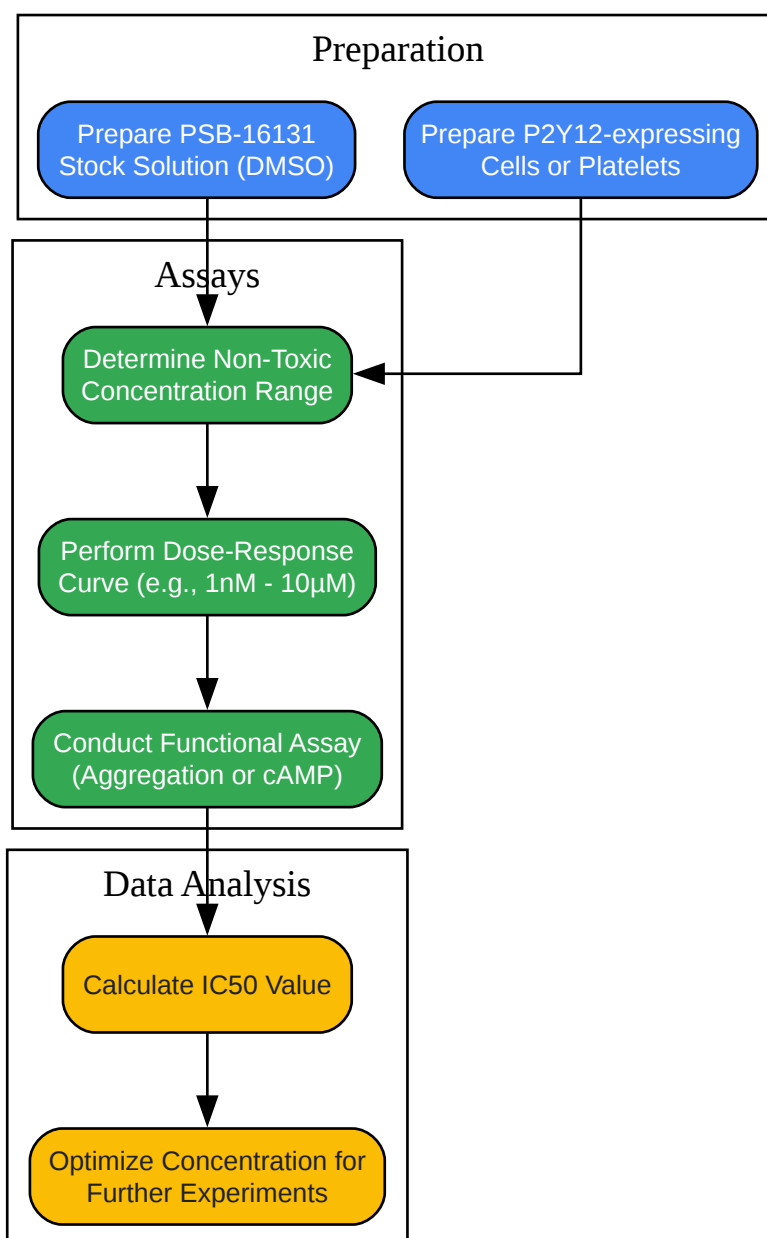 Preparation
Prepare PSB-16131
Stock Solution (DMSO)
Prepare P2Y12-expressing
Cells or Platelets
Assays
Determine Non-Toxic
Concentration Range
Perform Dose-Response
Curve (e.g., 1nM - 10µM)
Conduct Functional Assay
(Aggregation or cAMP)
Data Analysis
Calculate IC50 Value
Optimize Concentration for
Further Experiments